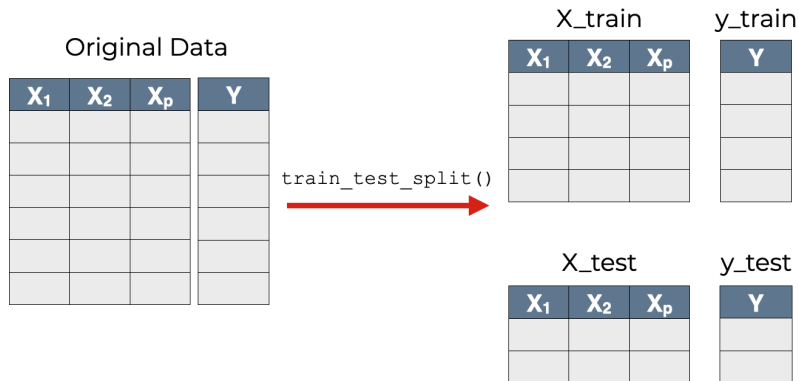 Original Data
X₁ X₂ Xₚ Y
train_test_split()
X_train y_train
X₁ X₂ Xₚ Y
X_test y_test
X₁ X₂ Xₚ Y